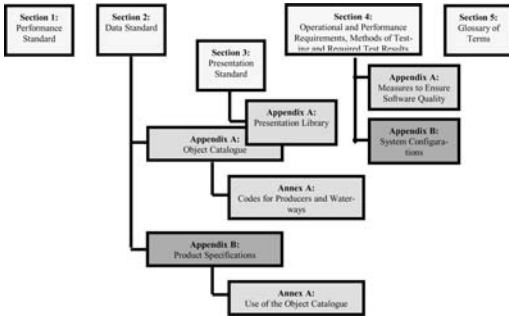 Section 1:
Performance
Standard
Section 2:
Data Standard
Section 3:
Presentation
Standard
Appendix A:
Presentation Library
Appendix A:
Object Catalogue
Annex A:
Codes for Producers and Water-
ways
Appendix B:
Product Specifications
Annex A:
Use of the Object Catalogue
Section 4:
Operational and Performance
Requirements, Methods of Test-
ing and Required Test Results
Appendix A:
Measures to Ensure
Software Quality
Appendix B:
System Configura-
tions
Section 5:
Glossary of
Terms